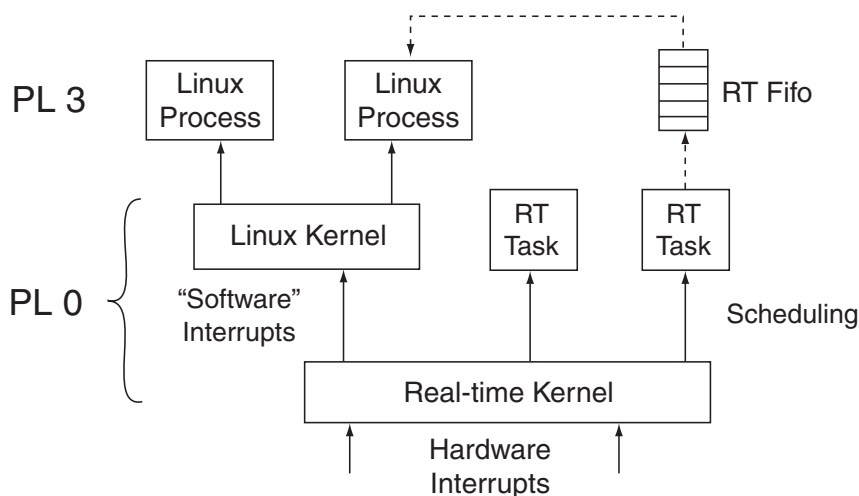 PL 3
Linux
Process
Linux
Process
RT Fifo
PL 0
Linux Kernel
RT
Task
RT
Task
“Software”
Interrupts
Scheduling
Real-time Kernel
Hardware
Interrupts